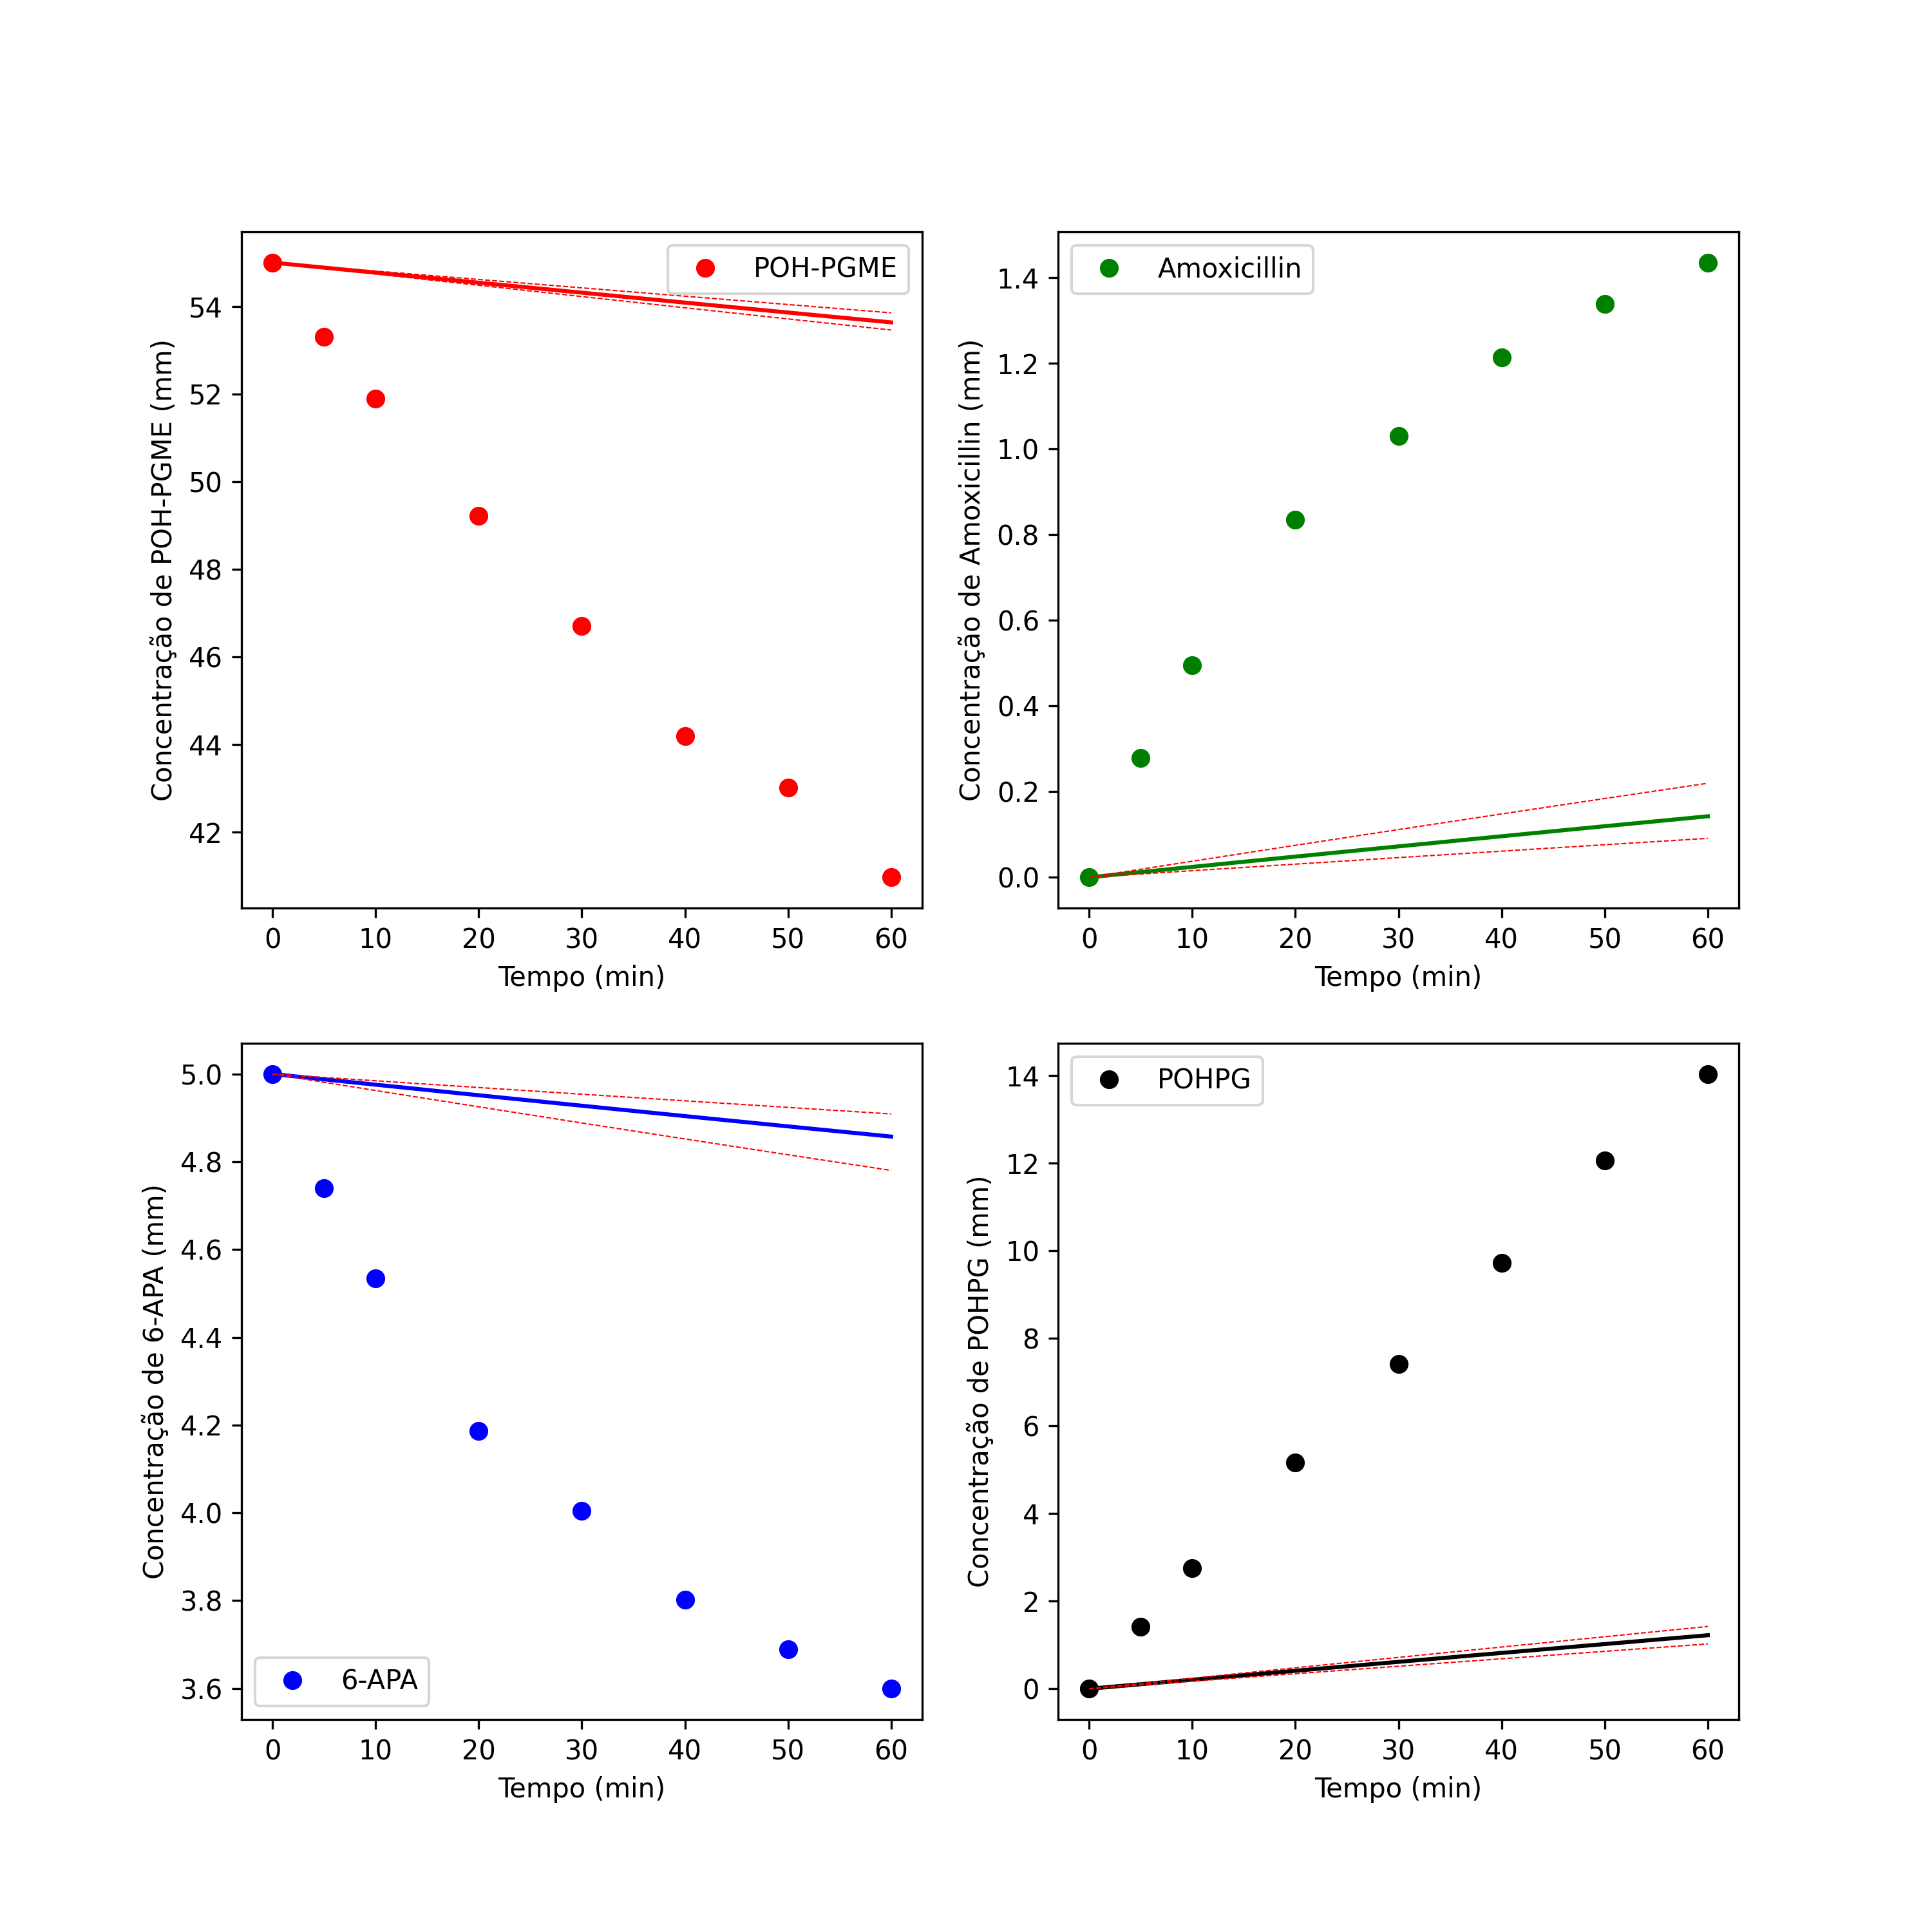 POH-PGME
54
52
50
48
46
44
42
Concentração de POH-PGME (mm)
0 10 20 30 40 50 60
Tempo (min)
Amoxicillin
1.4
1.2
1.0
0.8
0.6
0.4
0.2
0.0
Concentração de Amoxicillin (mm)
0 10 20 30 40 50 60
Tempo (min)
5.0
4.8
4.6
4.4
4.2
4.0
3.8
3.6
Concentração de 6-APA (mm)
6-APA
0 10 20 30 40 50 60
Tempo (min)
POHPG
14
12
10
8
6
4
2
0
Concentração de POHPG (mm)
0 10 20 30 40 50 60
Tempo (min)